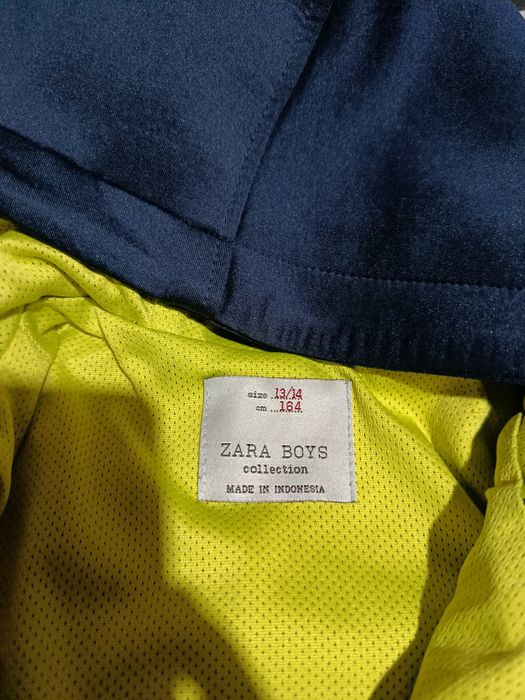 size ..13/14
cm ...164
ZARA BOYS
collection
MADE IN INDONESIA